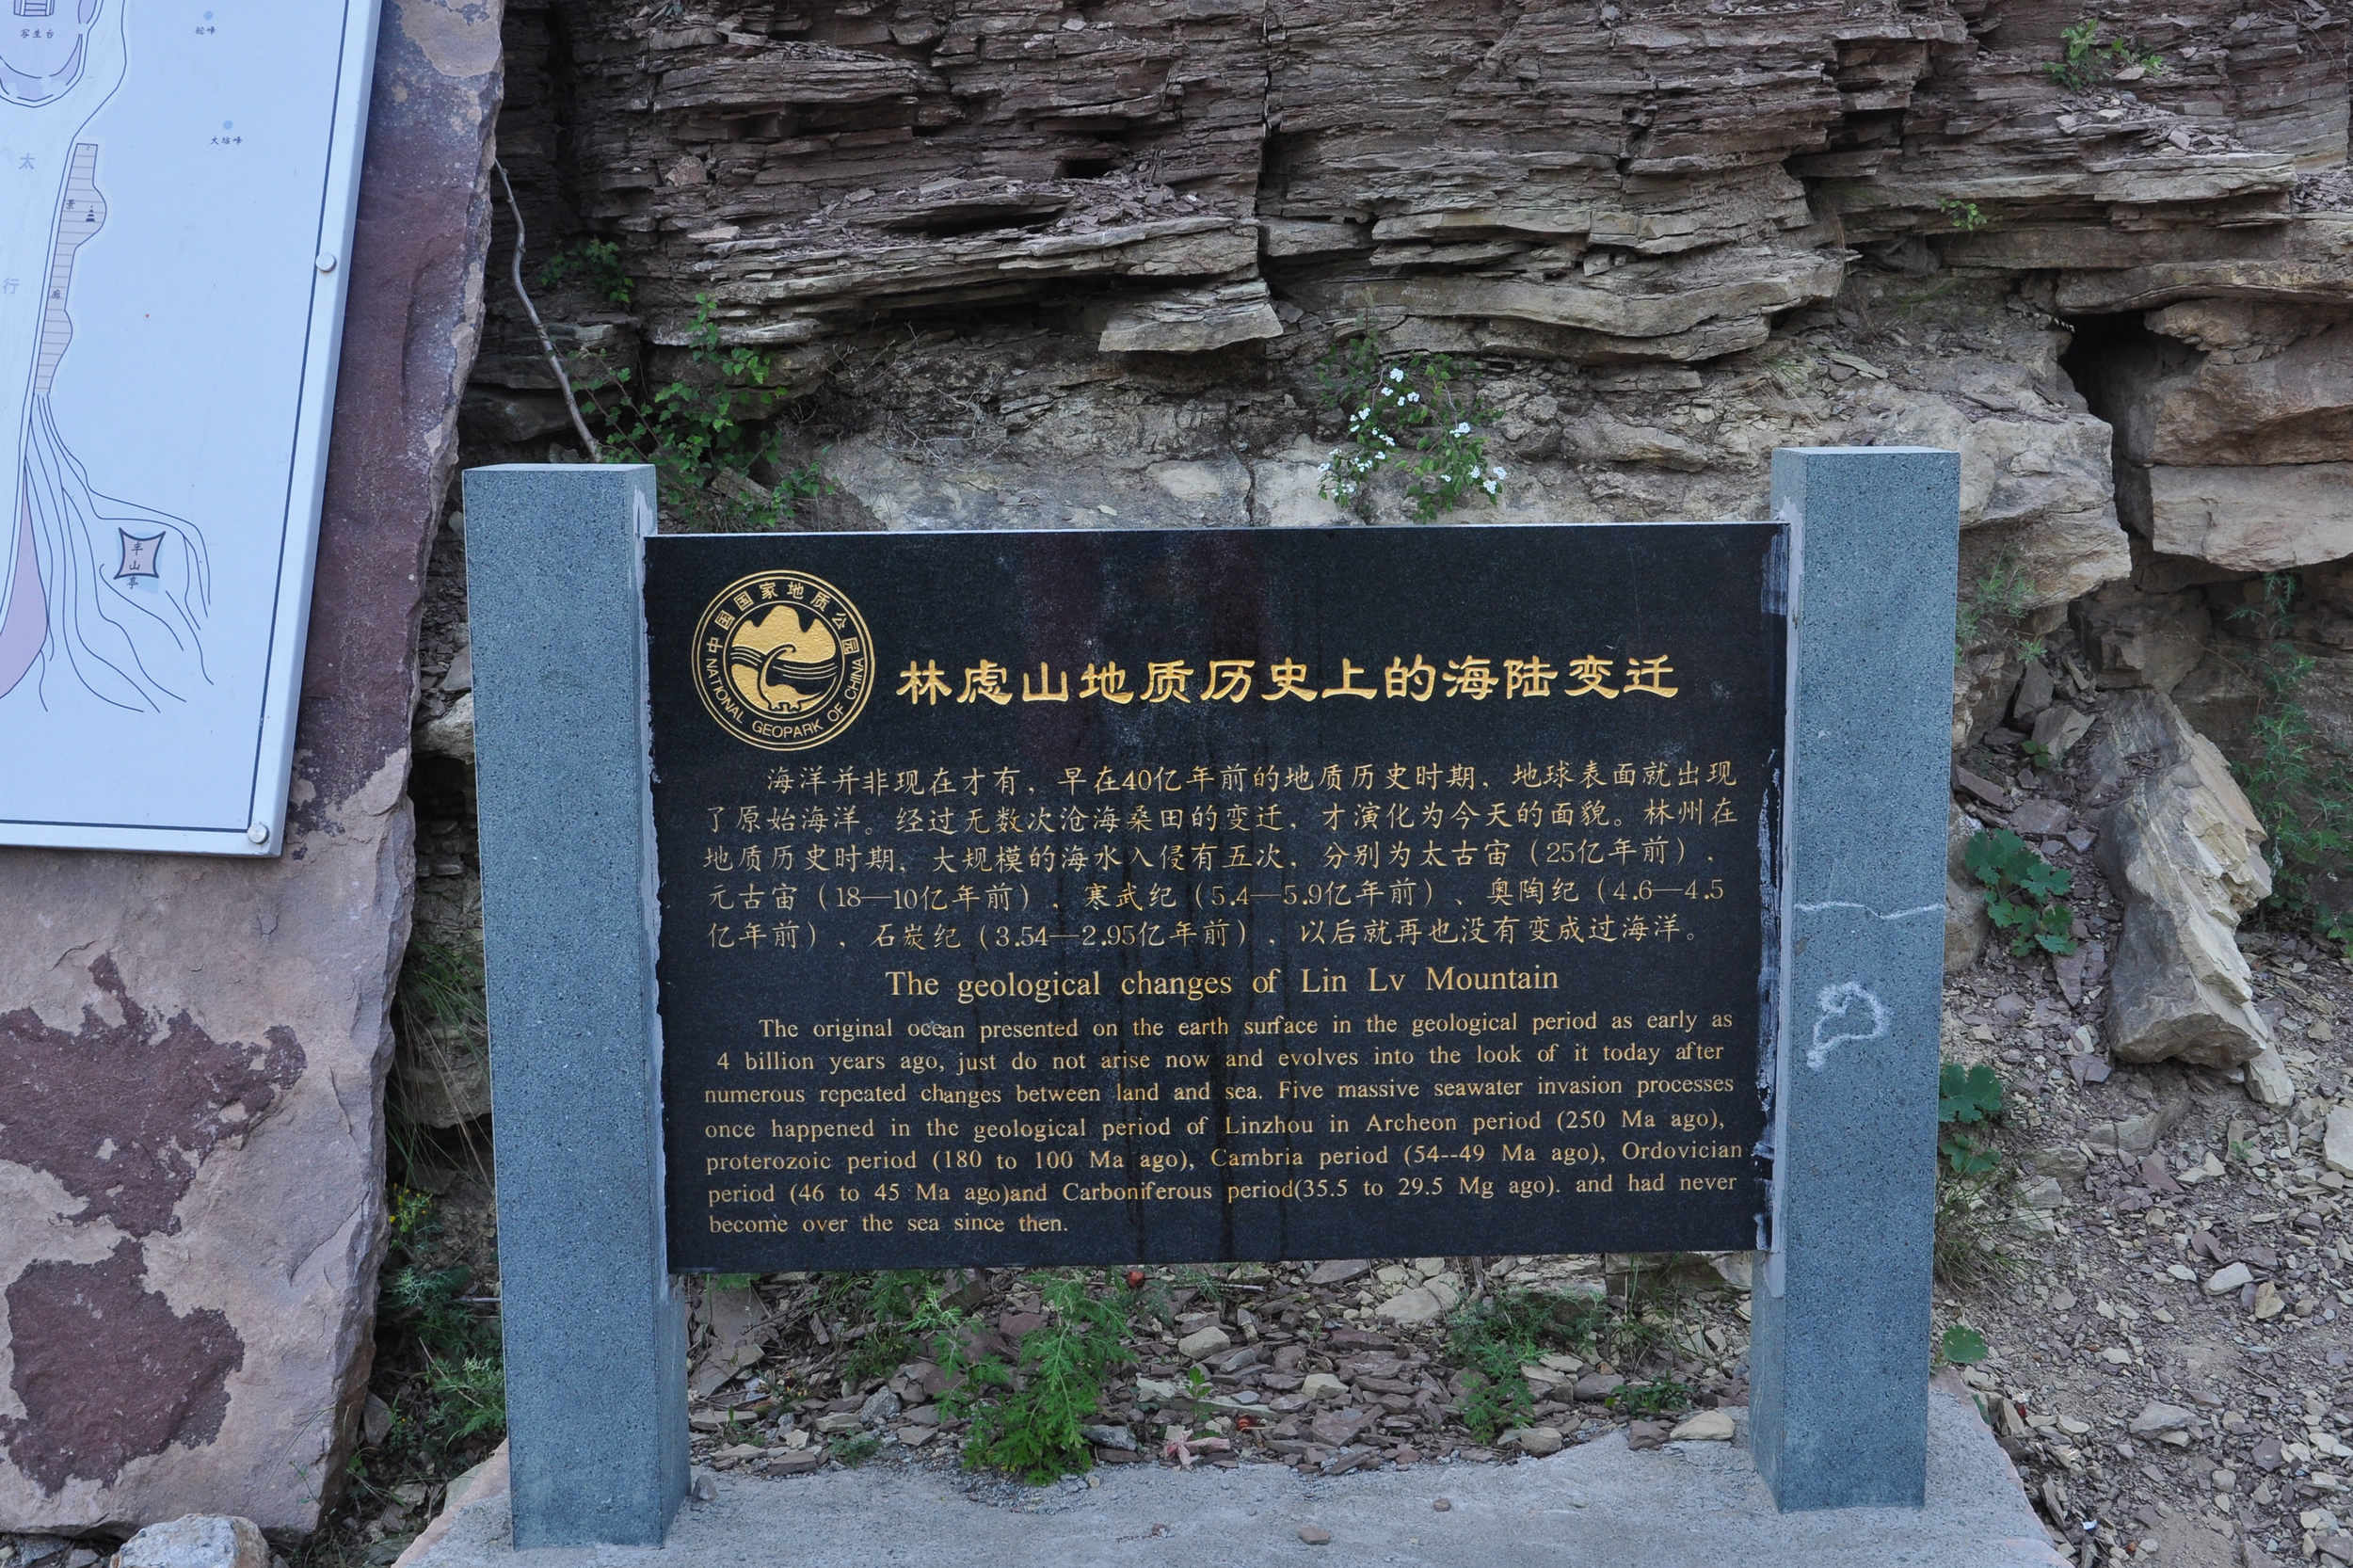 客生台
太
行
丰
山
亭
中国国家地质公园
NATIONAL GEOPARK OF CHINA
林虑山地质历史上的海陆变迁
海洋并非现在才有，早在40亿年前的地质历史时期，地球表面就出现
了原始海洋。经过无数次沧海桑田的变迁，才演化为今天的面貌。林州在
地质历史时期，大规模的海水入侵有五次，分别为太古宙（25亿年前）、
元古宙（18—10亿年前）、寒武纪（5.4—5.9亿年前）、奥陶纪（4.6—4.5
亿年前）、石炭纪（3.54—2.95亿年前），以后就再也没有变成过海洋。
The geological changes of Lin Lv Mountain
The original ocean presented on the earth surface in the geological period as early as
4 billion years ago, just do not arise now and evolves into the look of it today after
numerous repeated changes between land and sea. Five massive seawater invasion processes
once happened in the geological period of Linzhou in Archeon period (250 Ma ago),
proterozoic period (180 to 100 Ma ago), Cambria period (54--49 Ma ago), Ordovician
period (46 to 45 Ma ago)and Carboniferous period(35.5 to 29.5 Mg ago). and had never
become over the sea since then.